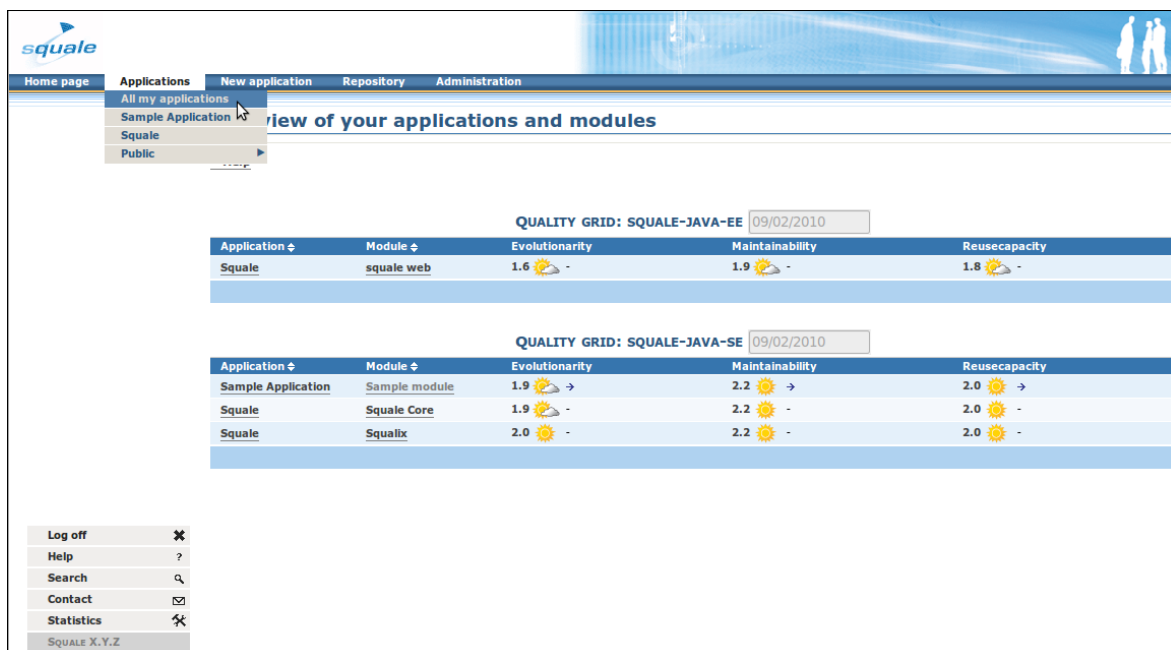 squale
Home page Applications New application Repository Administration
All my applications
Sample Application
view of your applications and modules
Squale
Public
Help
QUALITY GRID: SQUALE-JAVA-EE 09/02/2010
Application Module Evolutionarity Maintainability Reusecapacity
Squale squale web 1.6 - 1.9 - 1.8 -
QUALITY GRID: SQUALE-JAVA-SE 09/02/2010
Application Module Evolutionarity Maintainability Reusecapacity
Sample Application Sample module 1.9 → 2.2 → 2.0 →
Squale Squale Core 1.9 - 2.2 - 2.0 -
Squale Squalix 2.0 - 2.2 - 2.0 -
Log off
Help ?
Search
Contact
Statistics
SQUALE X.Y.Z